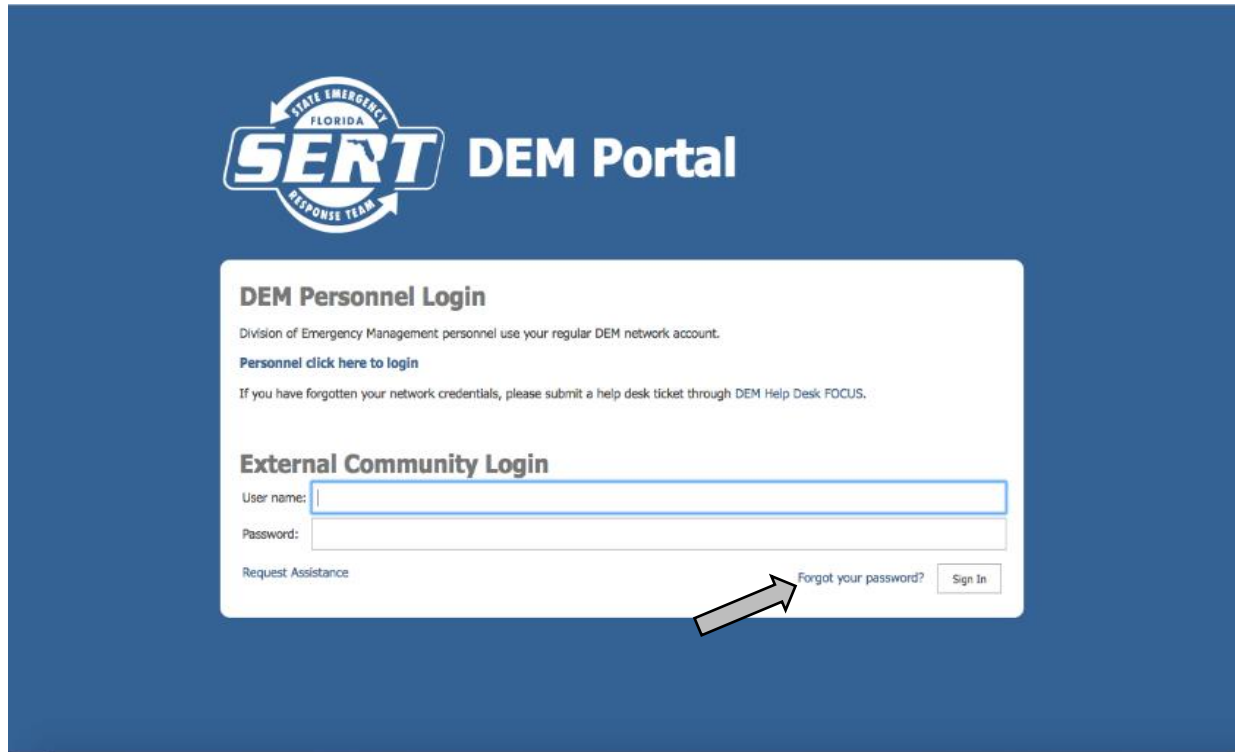 STATE EMERGENCY
FLORIDA
SERT
RESPONSE TEAM
DEM Portal
DEM Personnel Login
Division of Emergency Management personnel use your regular DEM network account.
Personnel click here to login
If you have forgotten your network credentials, please submit a help desk ticket through DEM Help Desk FOCUS.
External Community Login
User name:
Password:
Request Assistance
Forgot your password?
Sign In